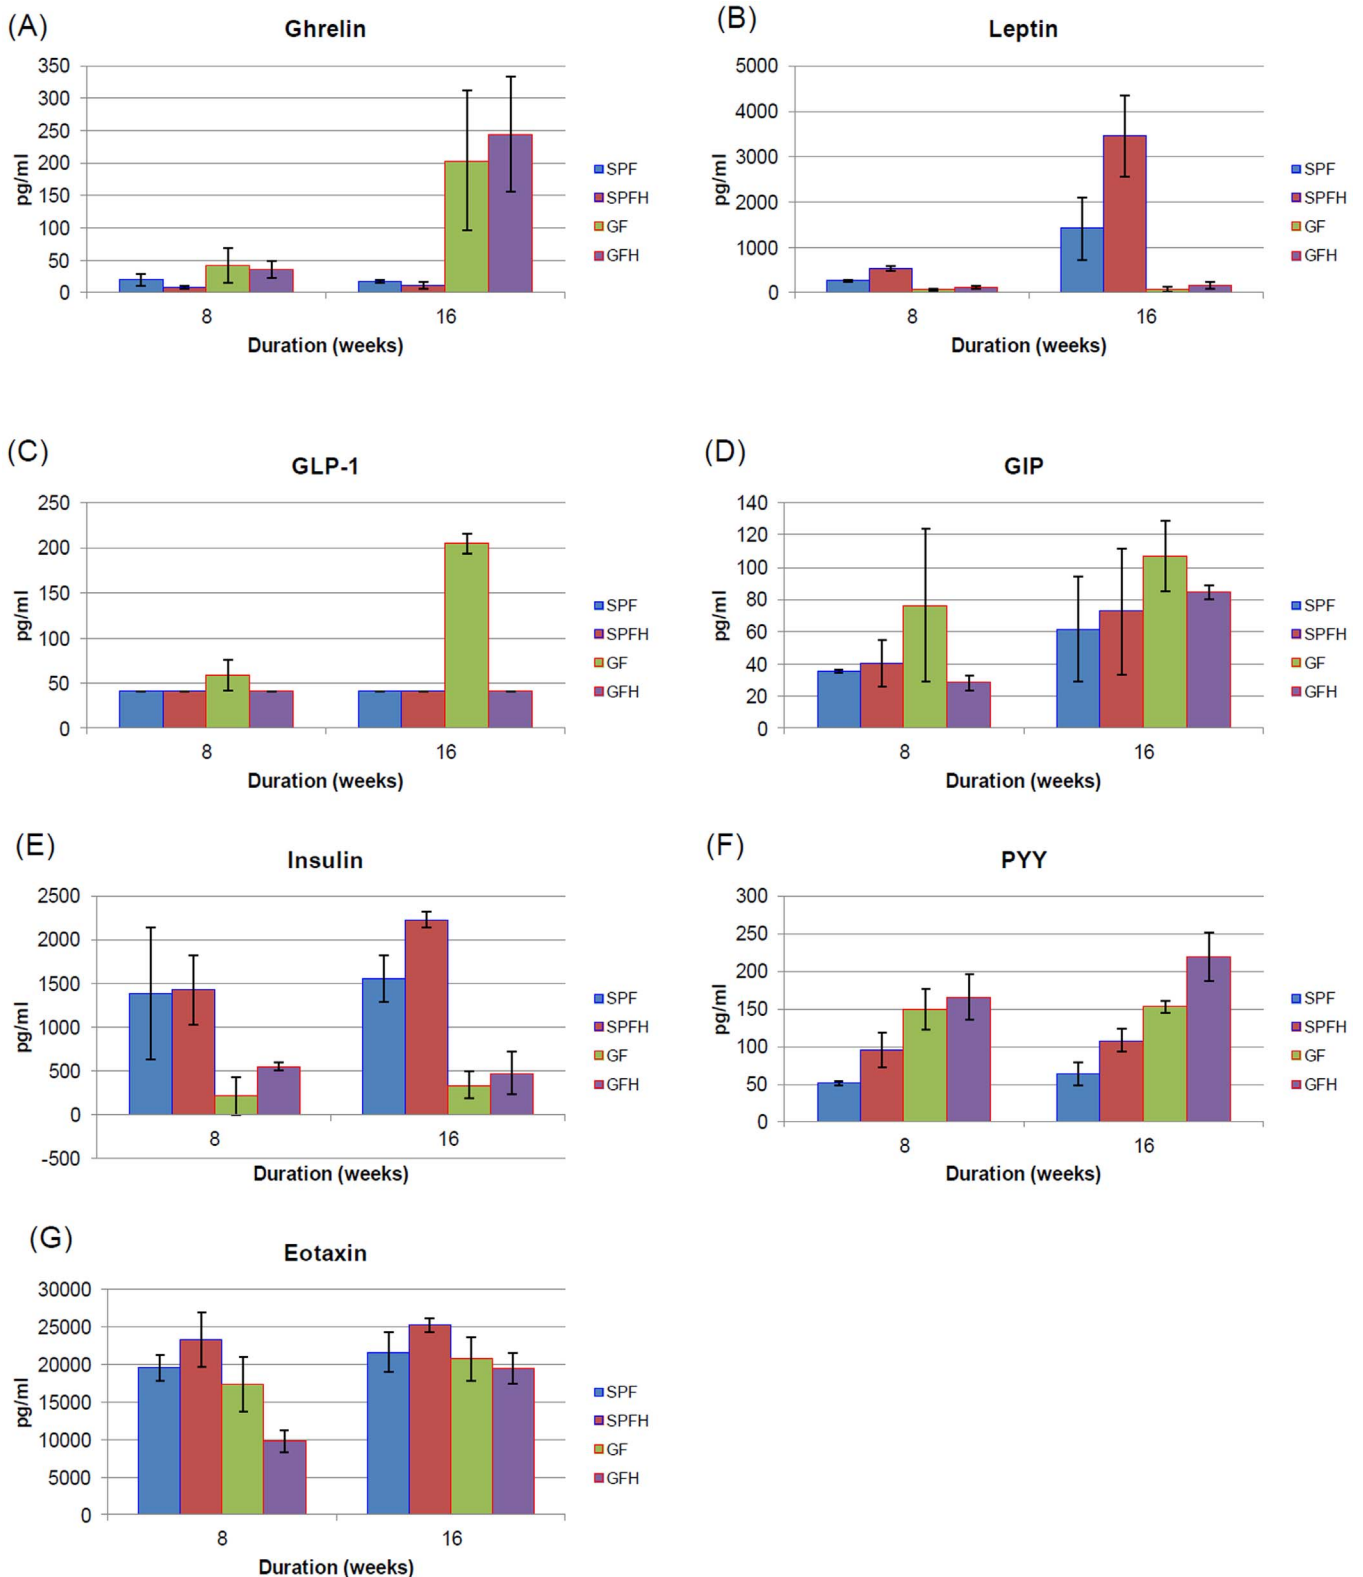 (A)
Ghrelin
350
300
250
200
150
100
50
0
pg/ml
8
16
Duration (weeks)
SPF
SPFH
GF
GFH
(B)
Leptin
5000
4000
3000
2000
1000
0
pg/ml
8
16
Duration (weeks)
SPF
SPFH
GF
GFH
(C)
GLP-1
250
200
150
100
50
0
pg/ml
8
16
Duration (weeks)
SPF
SPFH
GF
GFH
(D)
GIP
140
120
100
80
60
40
20
0
pg/ml
8
16
Duration (weeks)
SPF
SPFH
GF
GFH
(E)
Insulin
2500
2000
1500
1000
500
0
-500
pg/ml
8
16
Duration (weeks)
SPF
SPFH
GF
GFH
(F)
PYY
300
250
200
150
100
50
0
pg/ml
8
16
Duration (weeks)
SPF
SPFH
GF
GFH
(G)
Eotaxin
30000
25000
20000
15000
10000
5000
0
pg/ml
8
16
Duration (weeks)
SPF
SPFH
GF
GFH